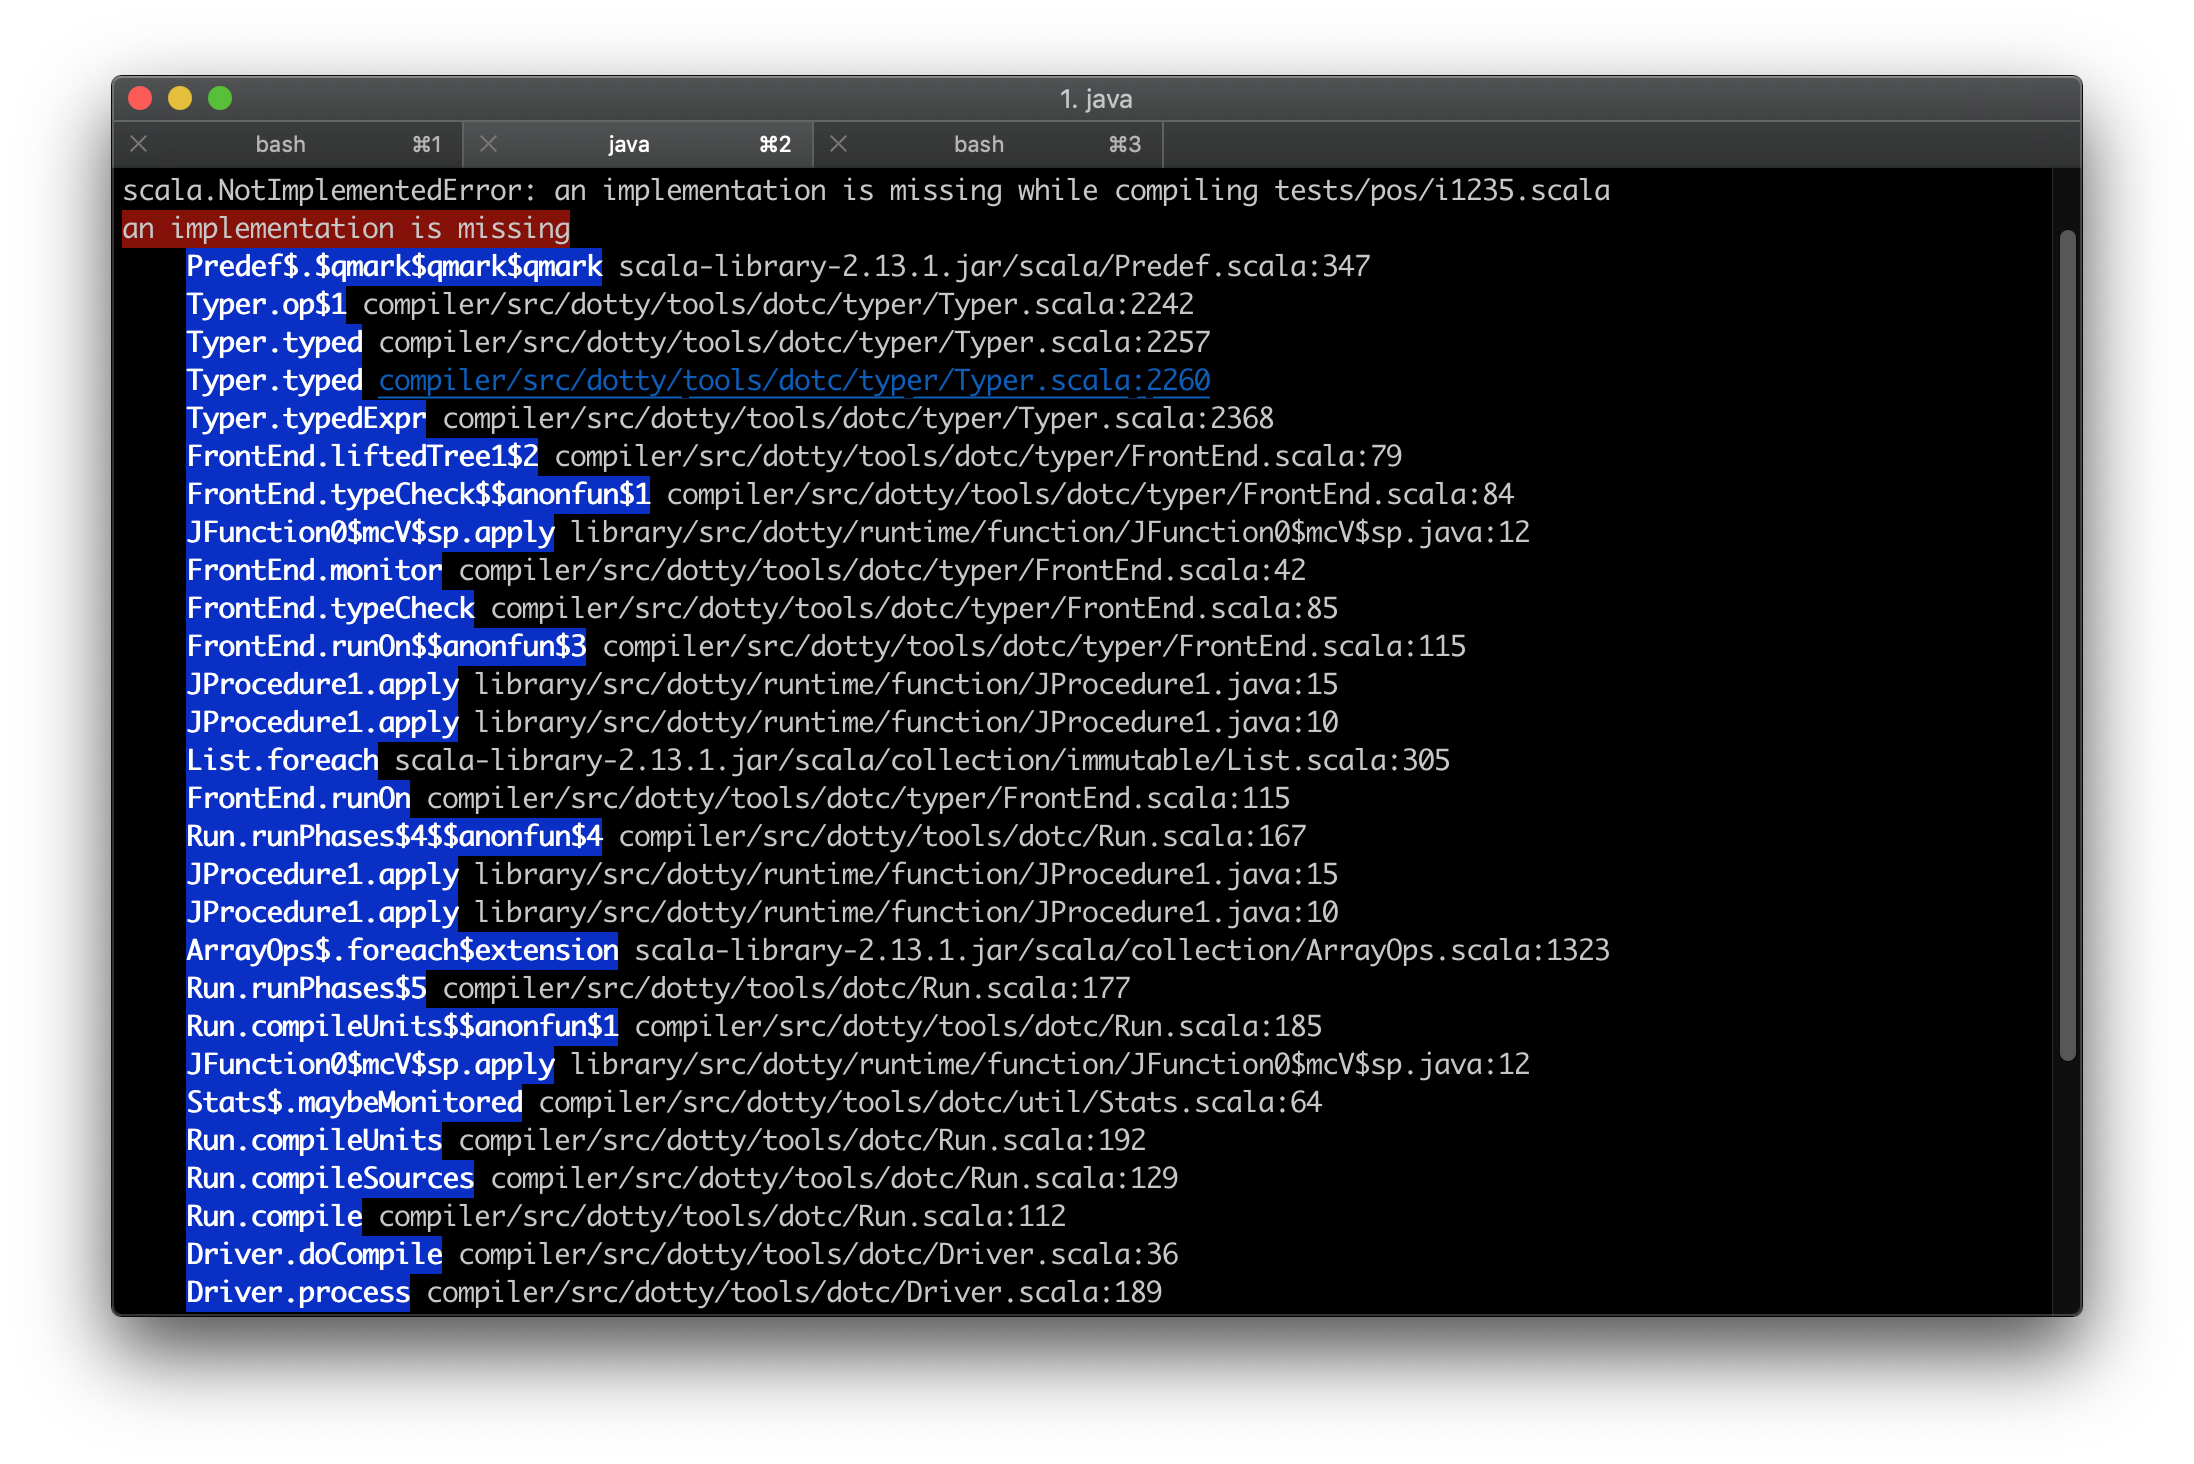 1. java
bash ⌘1 java ⌘2 bash ⌘3
scala.NotImplementedError: an implementation is missing while compiling tests/pos/i1235.scala
an implementation is missing
Predef$.$qmark$qmark$qmark scala-library-2.13.1.jar/scala/Predef.scala:347
Typer.op$1 compiler/src/dotty/tools/dotc/typer/Typer.scala:2242
Typer.typed compiler/src/dotty/tools/dotc/typer/Typer.scala:2257
Typer.typed compiler/src/dotty/tools/dotc/typer/Typer.scala:2260
Typer.typedExpr compiler/src/dotty/tools/dotc/typer/Typer.scala:2368
FrontEnd.liftedTree1$2 compiler/src/dotty/tools/dotc/typer/FrontEnd.scala:79
FrontEnd.typeCheck$$anonfun$1 compiler/src/dotty/tools/dotc/typer/FrontEnd.scala:84
JFunction0$mcV$sp.apply library/src/dotty/runtime/function/JFunction0$mcV$sp.java:12
FrontEnd.monitor compiler/src/dotty/tools/dotc/typer/FrontEnd.scala:42
FrontEnd.typeCheck compiler/src/dotty/tools/dotc/typer/FrontEnd.scala:85
FrontEnd.runOn$$anonfun$3 compiler/src/dotty/tools/dotc/typer/FrontEnd.scala:115
JProcedure1.apply library/src/dotty/runtime/function/JProcedure1.java:15
JProcedure1.apply library/src/dotty/runtime/function/JProcedure1.java:10
List.foreach scala-library-2.13.1.jar/scala/collection/immutable/List.scala:305
FrontEnd.runOn compiler/src/dotty/tools/dotc/typer/FrontEnd.scala:115
Run.runPhases$4$$anonfun$4 compiler/src/dotty/tools/dotc/Run.scala:167
JProcedure1.apply library/src/dotty/runtime/function/JProcedure1.java:15
JProcedure1.apply library/src/dotty/runtime/function/JProcedure1.java:10
ArrayOps$.foreach$extension scala-library-2.13.1.jar/scala/collection/ArrayOps.scala:1323
Run.runPhases$5 compiler/src/dotty/tools/dotc/Run.scala:177
Run.compileUnits$$anonfun$1 compiler/src/dotty/tools/dotc/Run.scala:185
JFunction0$mcV$sp.apply library/src/dotty/runtime/function/JFunction0$mcV$sp.java:12
Stats$.maybeMonitored compiler/src/dotty/tools/dotc/util/Stats.scala:64
Run.compileUnits compiler/src/dotty/tools/dotc/Run.scala:192
Run.compileSources compiler/src/dotty/tools/dotc/Run.scala:129
Run.compile compiler/src/dotty/tools/dotc/Run.scala:112
Driver.doCompile compiler/src/dotty/tools/dotc/Driver.scala:36
Driver.process compiler/src/dotty/tools/dotc/Driver.scala:189